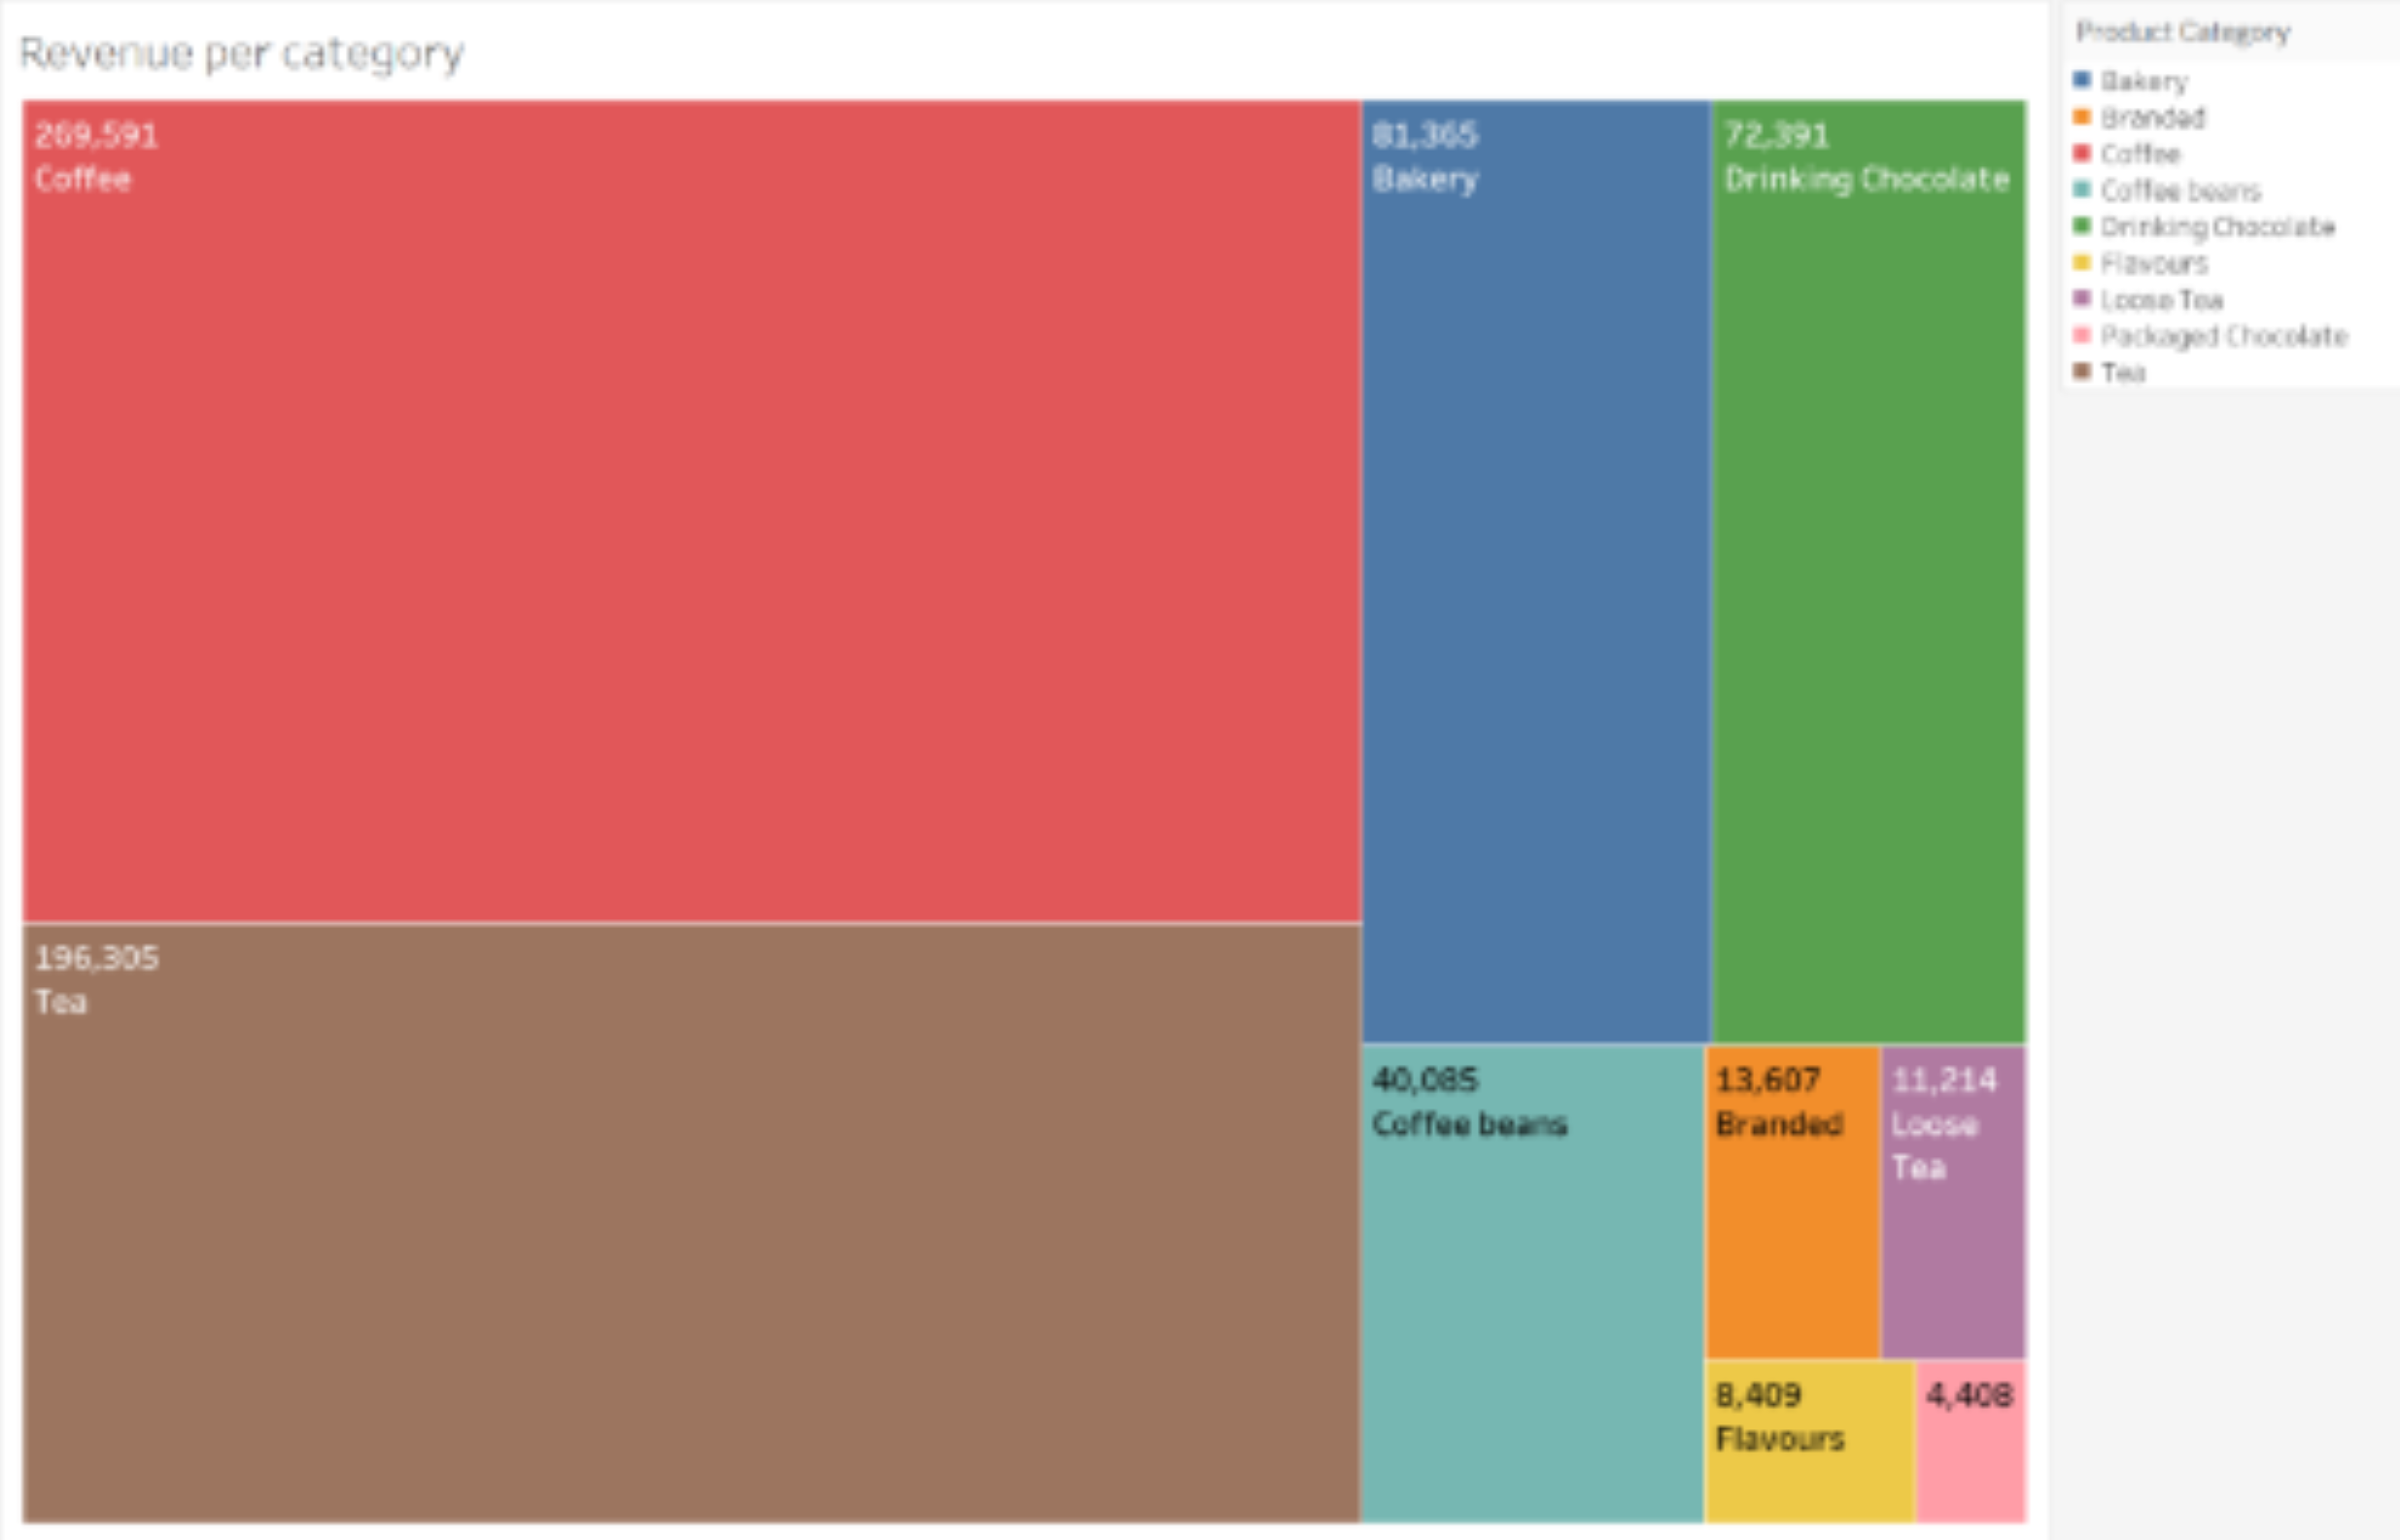 Revenue per category
269,591
Coffee
81,365
Bakery
72,391
Drinking Chocolate
196,305
Tea
40,085
Coffee beans
13,607
Branded
11,214
Loose
Tea
8,409
Flavours
4,408
Product Category
Bakery
Branded
Coffee
Coffee beans
Drinking Chocolate
Flavours
Loose Tea
Packaged Chocolate
Tea